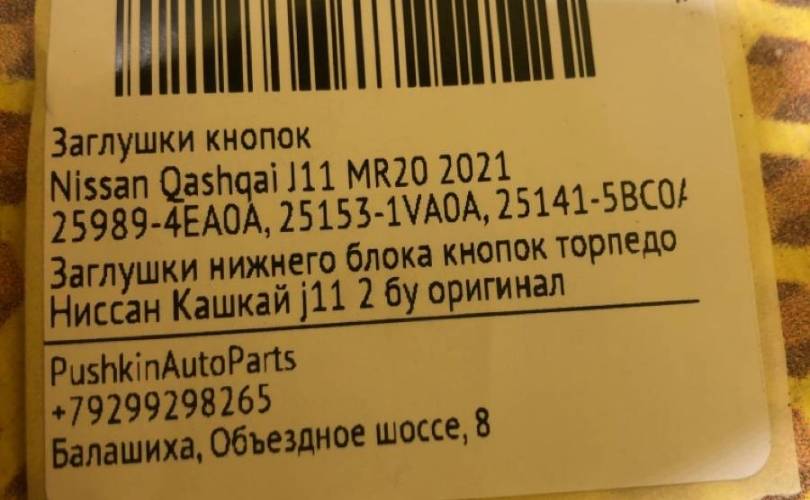 Заглушки кнопок
Nissan Qashqai J11 MR20 2021
25989-4EA0A, 25153-1VA0A, 25141-5BC0A
Заглушки нижнего блока кнопок торпедо
Ниссан Кашкай j11 2 бу оригинал
PushkinAutoParts
+79299298265
Балашиха, Объездное шоссе, 8